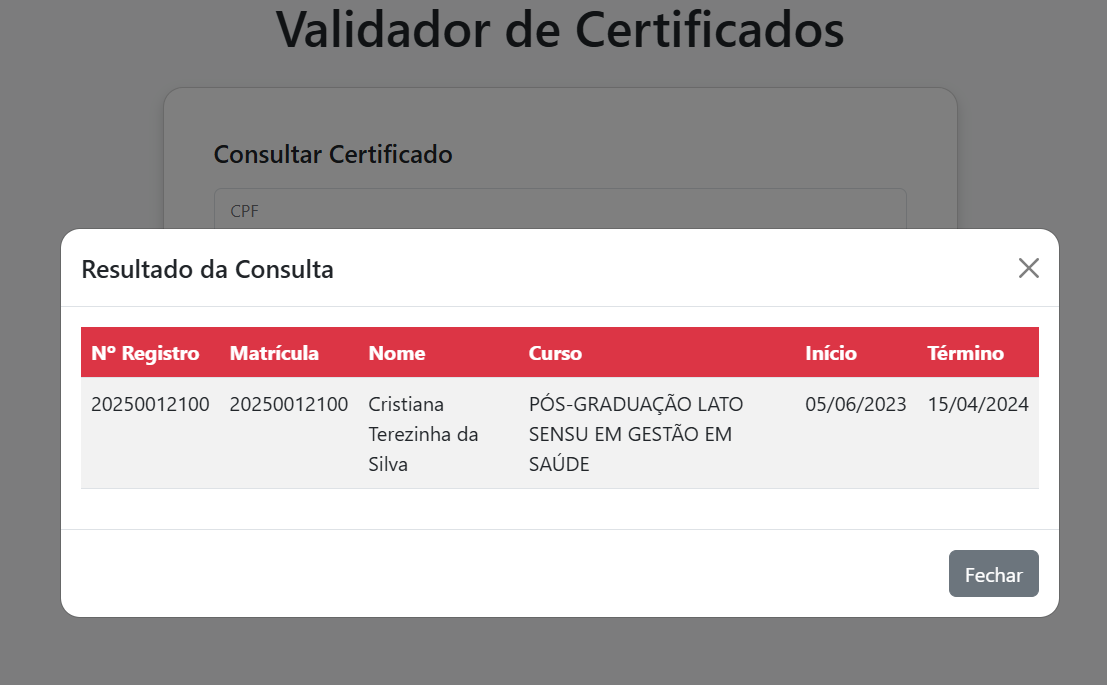 Validador de Certificados
Consultar Certificado
CPF
Resultado da Consulta
Nº Registro Matrícula Nome Curso Início Término
20250012100 20250012100 Cristiana PÓS-GRADUAÇÃO LATO 05/06/2023 15/04/2024
Terezinha da SENSU EM GESTÃO EM
Silva SAÚDE
Fechar